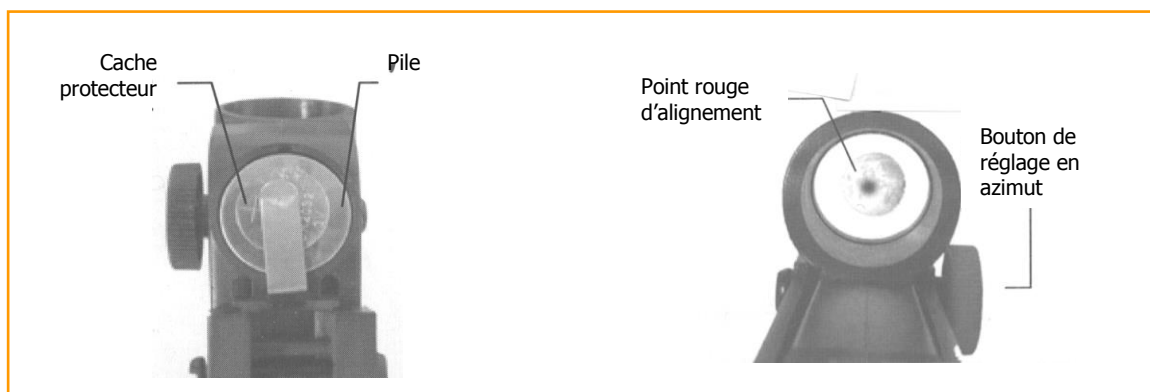 Cache
protecteur
Pile
Point rouge
d'alignement
Bouton de
réglage en
azimut